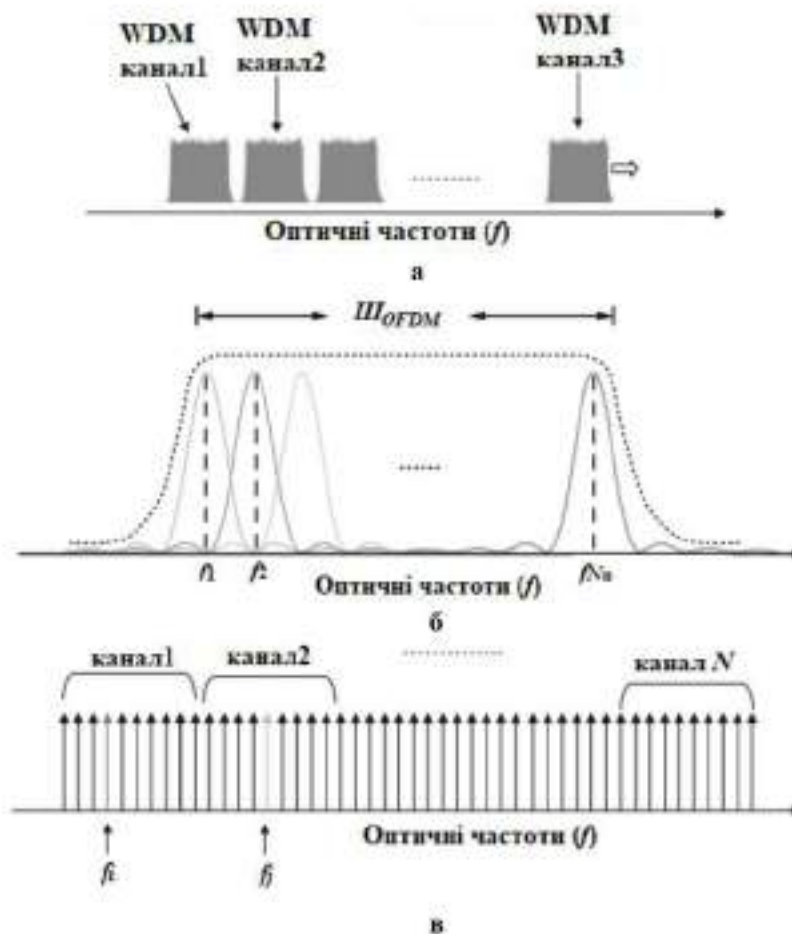 WDM
канал1
WDM
канал2
WDM
канал3
Оптичні частоти (f)
а
Ш_OFDM
f1
f2
fNn
Оптичні частоти (f)
б
канал1
канал2
канал N
Оптичні частоти (f)
fi
fj
в